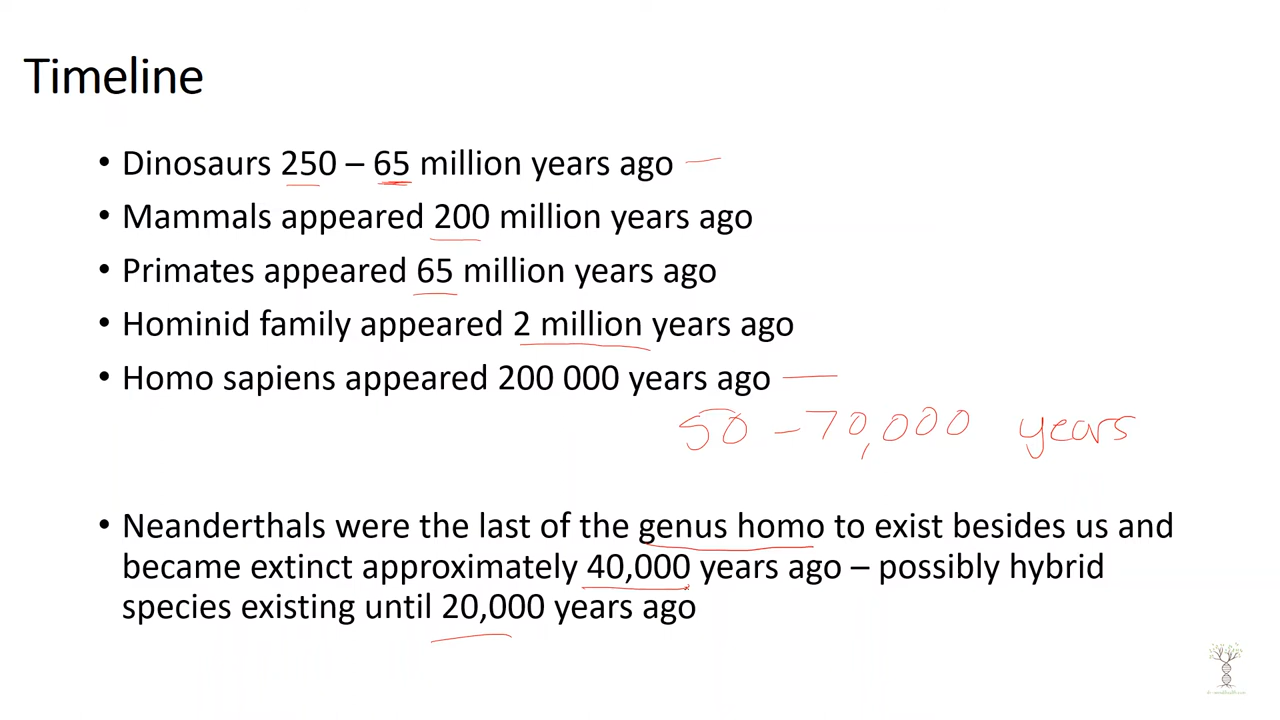 Timeline
• Dinosaurs 250 – 65 million years ago
• Mammals appeared 200 million years ago
• Primates appeared 65 million years ago
• Hominid family appeared 2 million years ago
• Homo sapiens appeared 200 000 years ago
50 – 70,000 years
• Neanderthals were the last of the genus homo to exist besides us and
became extinct approximately 40,000 years ago – possibly hybrid
species existing until 20,000 years ago